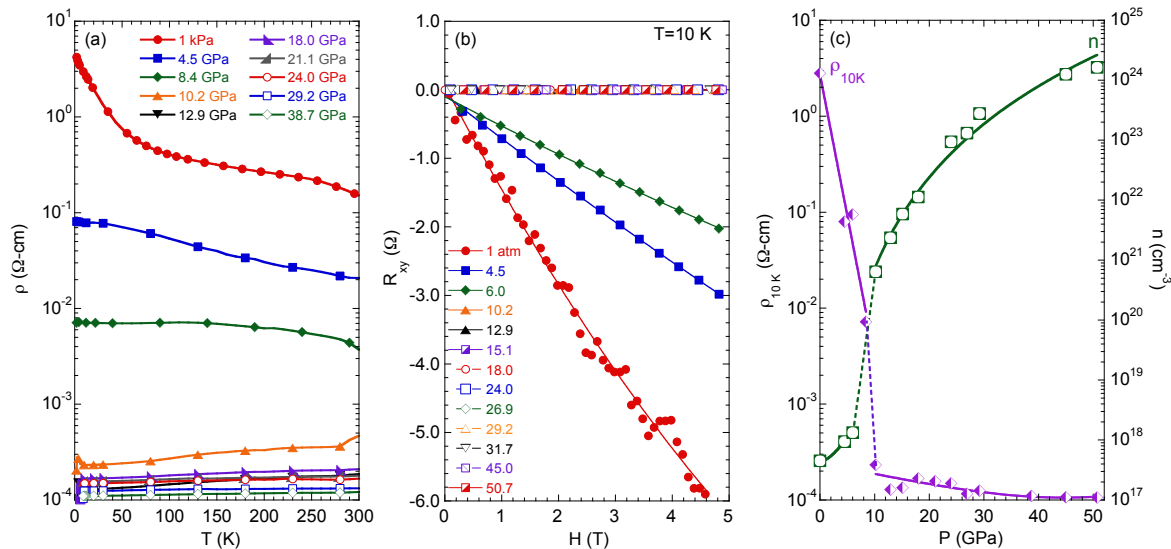 (a)
1 kPa
4.5 GPa
8.4 GPa
10.2 GPa
12.9 GPa
18.0 GPa
21.1 GPa
24.0 GPa
29.2 GPa
38.7 GPa
10^1
10^0
10^-1
10^-2
10^-3
10^-4
ρ (Ω-cm)
0 50 100 150 200 250 300
T (K)
(b)
T=10 K
1.0
0.0
-1.0
-2.0
-3.0
-4.0
-5.0
-6.0
R_xy (Ω)
1 atm
4.5
6.0
10.2
12.9
15.1
18.0
24.0
26.9
29.2
31.7
45.0
50.7
0 1 2 3 4 5
H (T)
(c)
n
ρ_10K
10^1
10^0
10^-1
10^-2
10^-3
10^-4
ρ_10 K (Ω-cm)
10^25
10^24
10^23
10^22
10^21
10^20
10^19
10^18
10^17
n (cm^-3)
0 10 20 30 40 50
P (GPa)